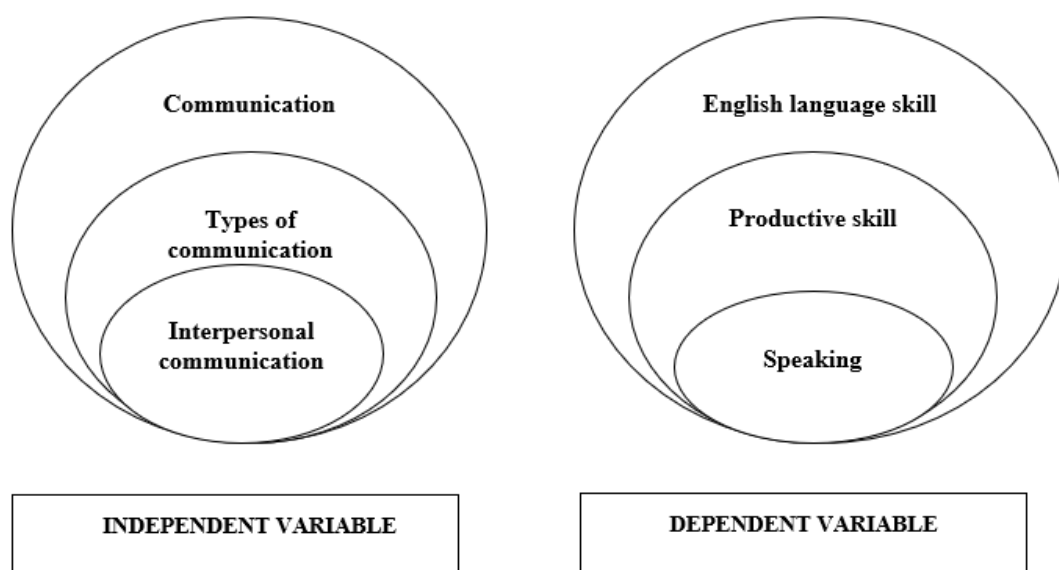 Communication
Types of
communication
Interpersonal
communication
INDEPENDENT VARIABLE
English language skill
Productive skill
Speaking
DEPENDENT VARIABLE